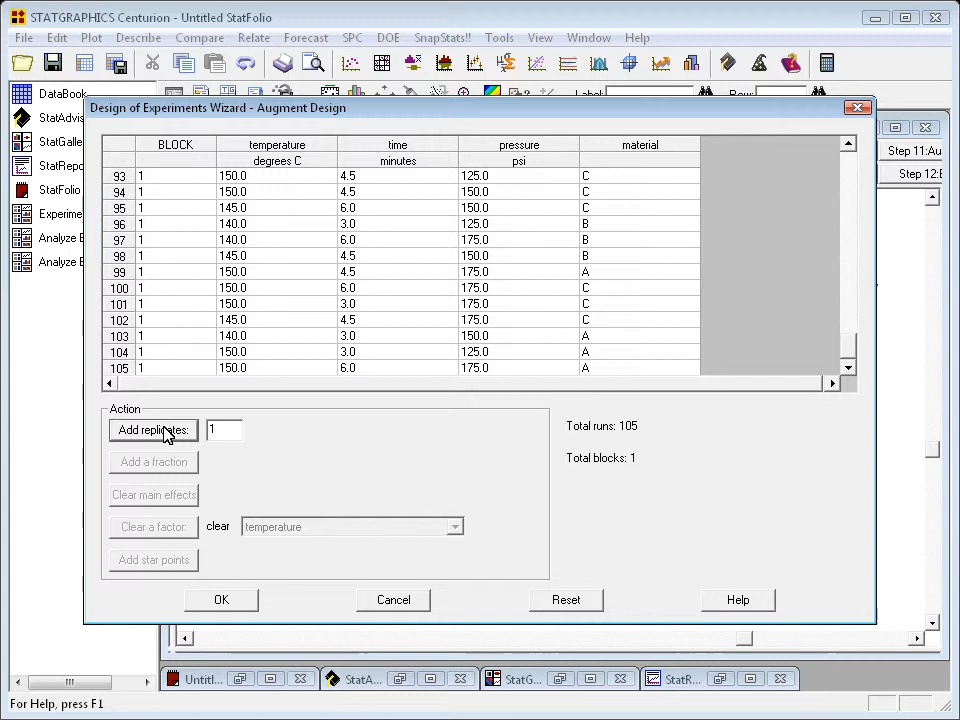 STATGRAPHICS Centurion - Untitled StatFolio
File Edit Plot Describe Compare Relate Forecast SPC DOE SnapStats!! Tools View Window Help
Label: Row:
DataBook
StatAdvis
StatGalle
StatRepo
StatFolio
Experime
Analyze E
Analyze E
Step 11:Au
Step 12:E
Design of Experiments Wizard - Augment Design
BLOCK temperature time pressure material
degrees C minutes psi
93 1 150.0 4.5 125.0 C
94 1 150.0 4.5 150.0 C
95 1 145.0 6.0 150.0 C
96 1 140.0 3.0 125.0 B
97 1 140.0 6.0 175.0 B
98 1 145.0 4.5 150.0 B
99 1 150.0 4.5 175.0 A
100 1 150.0 6.0 175.0 C
101 1 150.0 3.0 175.0 C
102 1 145.0 4.5 175.0 C
103 1 140.0 3.0 150.0 A
104 1 150.0 3.0 125.0 A
105 1 150.0 6.0 175.0 A
Action
Add replicates: 1
Add a fraction
Clear main effects
Clear a factor: clear temperature
Add star points
Total runs: 105
Total blocks: 1
OK Cancel Reset Help
Untitl... StatA... StatG... StatR...
For Help, press F1